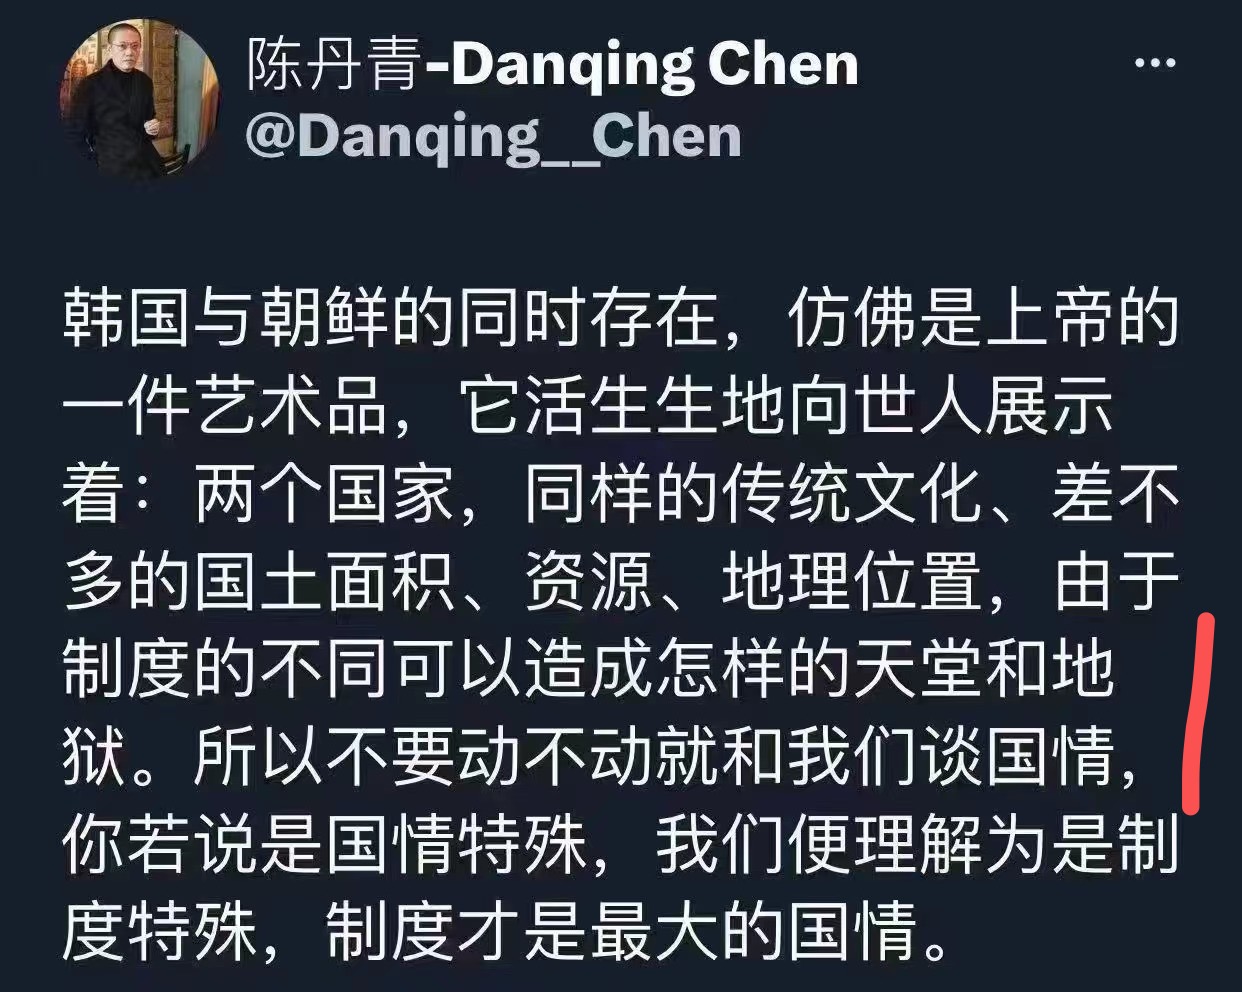 陈丹青-Danqing Chen
@Danqing__Chen
韩国与朝鲜的同时存在，仿佛是上帝的
一件艺术品，它活生生地向世人展示
着：两个国家，同样的传统文化、差不
多的国土面积、资源、地理位置，由于
制度的不同可以造成怎样的天堂和地
狱。所以不要动不动就和我们谈国情，
你若说是国情特殊，我们便理解为是制
度特殊，制度才是最大的国情。